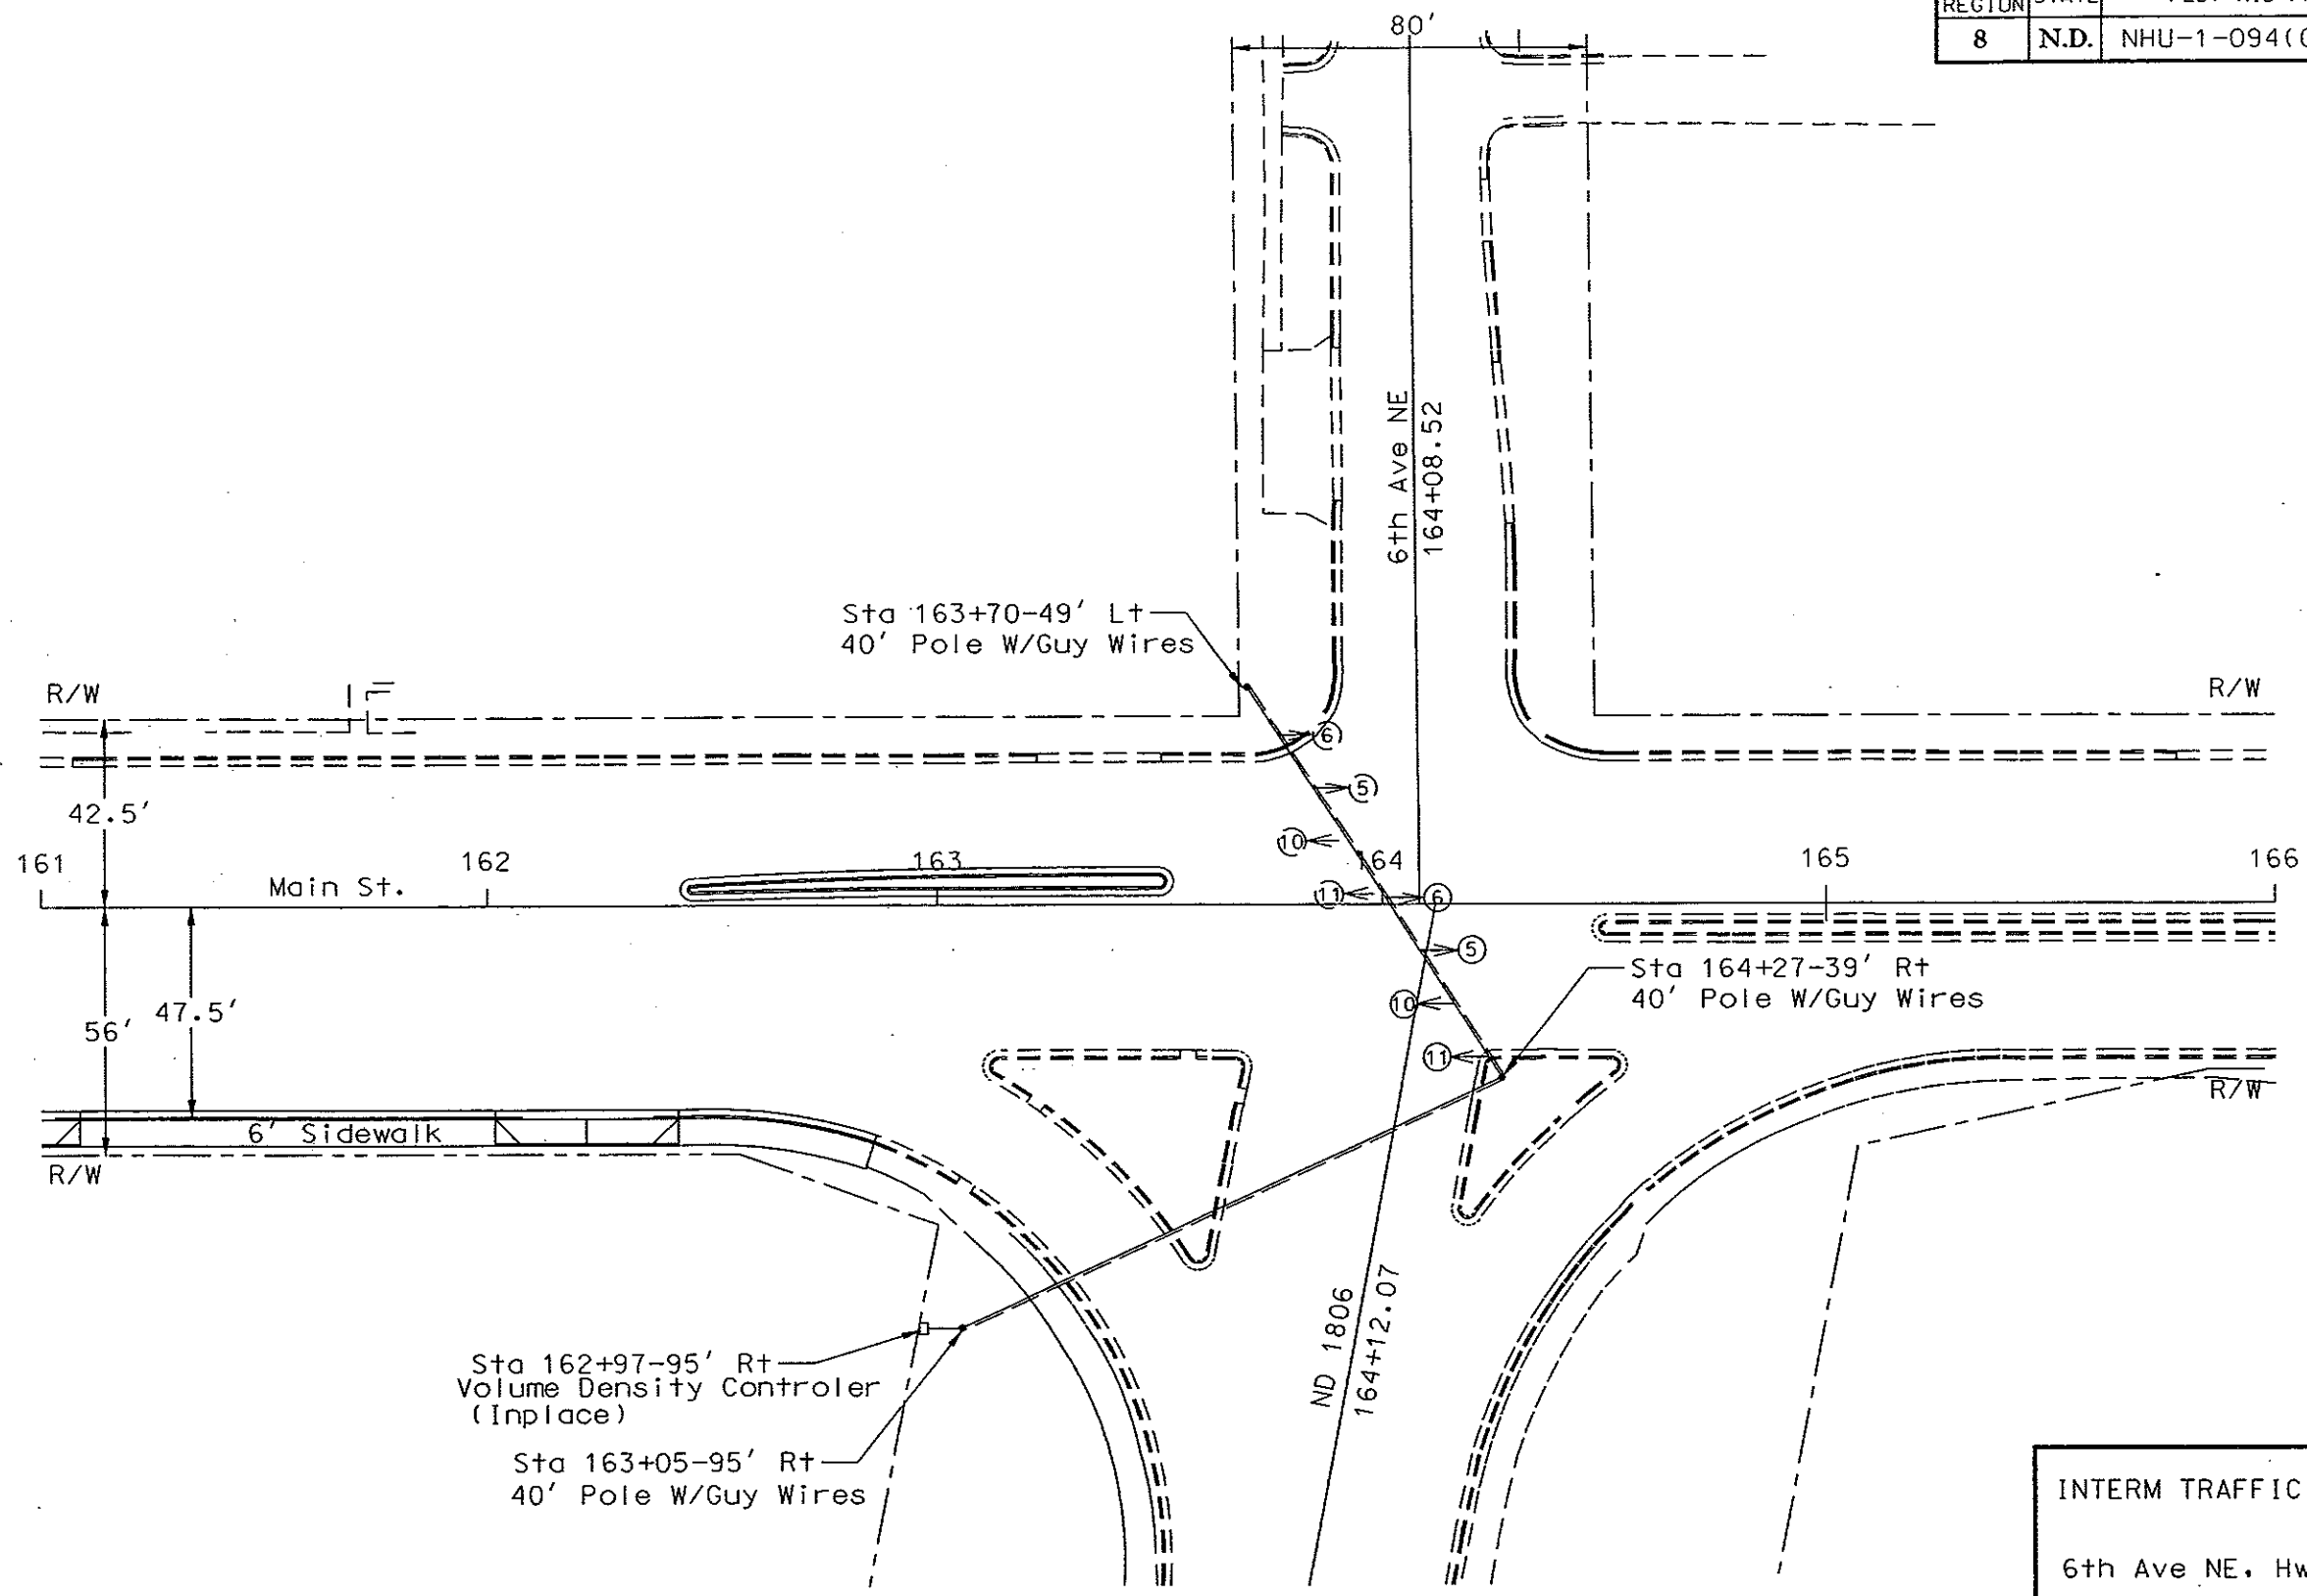 80'
REGION STATE
8 N.D. NHU-1-094(
6th Ave NE
164+08.52
Sta 163+70-49' Lt
40' Pole W/Guy Wires
R/W
R/W
6
5
42.5'
10
161
162
163
164
165
166
Main St.
11
6
5
Sta 164+27-39' Rt
40' Pole W/Guy Wires
10
56'
47.5'
11
R/W
6' Sidewalk
R/W
ND 1806
164+12.07
Sta 162+97-95' Rt
Volume Density Controler
(Inplace)
Sta 163+05-95' Rt
40' Pole W/Guy Wires
INTERM TRAFFIC
6th Ave NE. Hw